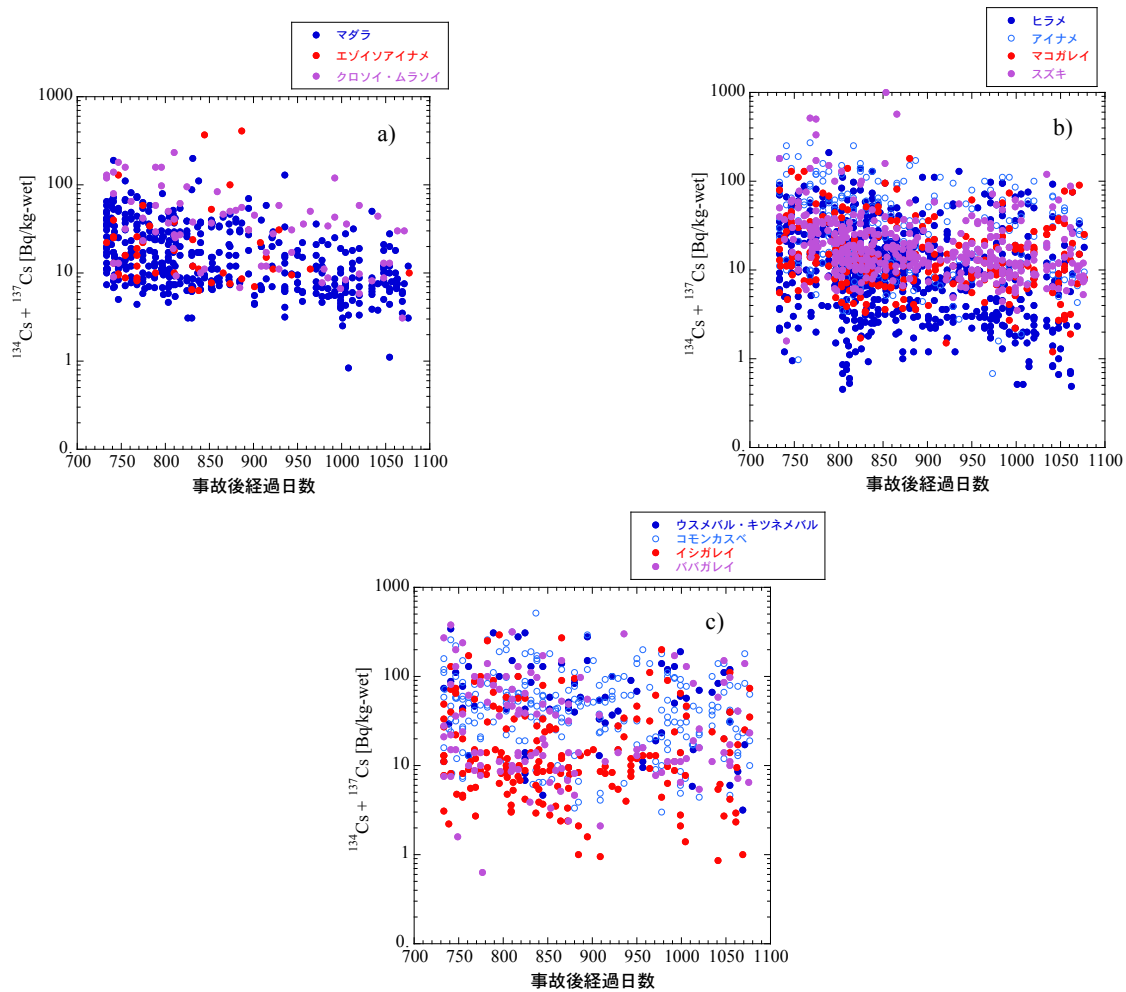 マダラ
エゾイソアイナメ
クロソイ・ムラソイ
a)
1000
100
10
1
0.
¹³⁴Cs + ¹³⁷Cs [Bq/kg-wet]
700 750 800 850 900 950 1000 1050 1100
事故後経過日数
ヒラメ
アイナメ
マコガレイ
スズキ
b)
1000
100
10
1
0.
¹³⁴Cs + ¹³⁷Cs [Bq/kg-wet]
700 750 800 850 900 950 1000 1050 1100
事故後経過日数
ウスメバル・キツネメバル
コモンカスベ
イシガレイ
ババガレイ
c)
1000
100
10
1
0.
¹³⁴Cs + ¹³⁷Cs [Bq/kg-wet]
700 750 800 850 900 950 1000 1050 1100
事故後経過日数